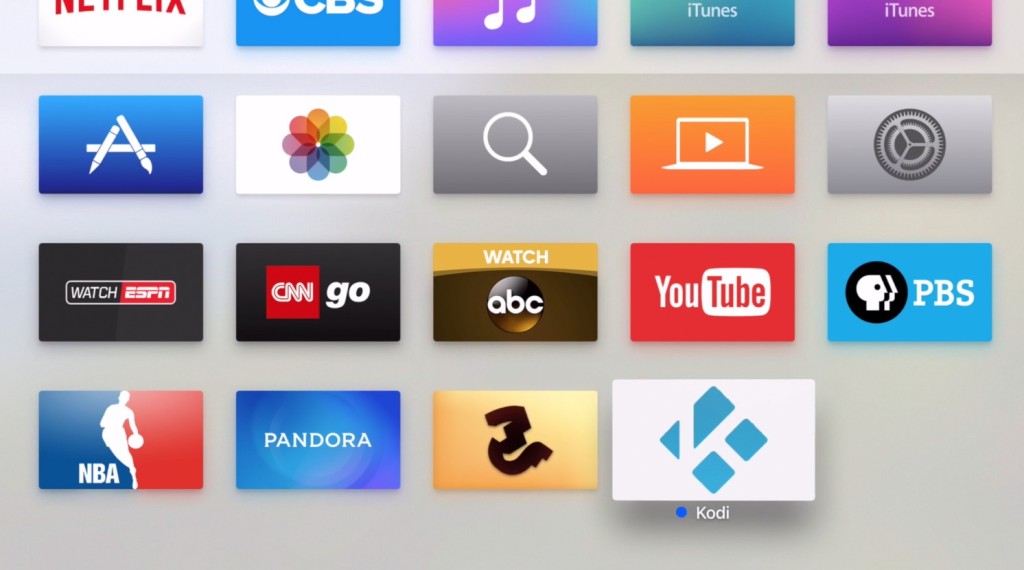 NETFLIX
CBS
iTunes
iTunes
WATCH ESPN
CNN go
WATCH
abc
YouTube
PBS
NBA
PANDORA
Kodi